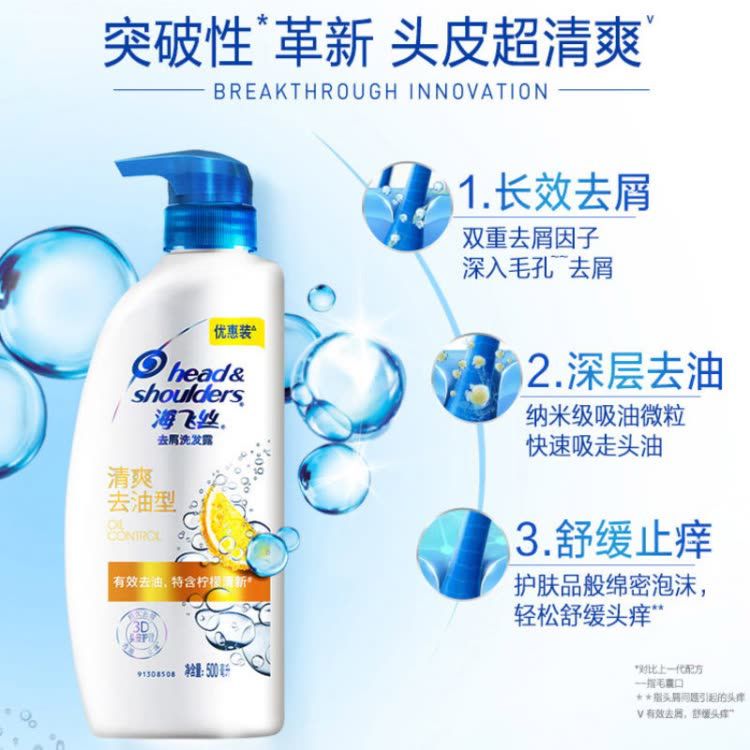 突破性*革新 头皮超清爽ᵛ
BREAKTHROUGH INNOVATION
1.长效去屑
双重去屑因子
深入毛孔~~去屑
2.深层去油
纳米级吸油微粒
快速吸走头油
3.舒缓止痒
护肤品般绵密泡沫，
轻松舒缓头痒**
优惠装△
head &
shoulders®
海飞丝®
去屑洗发露
清爽
去油型
OIL
CONTROL
有效去油，特含柠檬清新#
3D
头皮护理
净含量：500毫升
91308508
*对比上一代配方
~~指毛囊口
**指头屑问题引起的头痒
∨有效去屑，舒缓头痒**